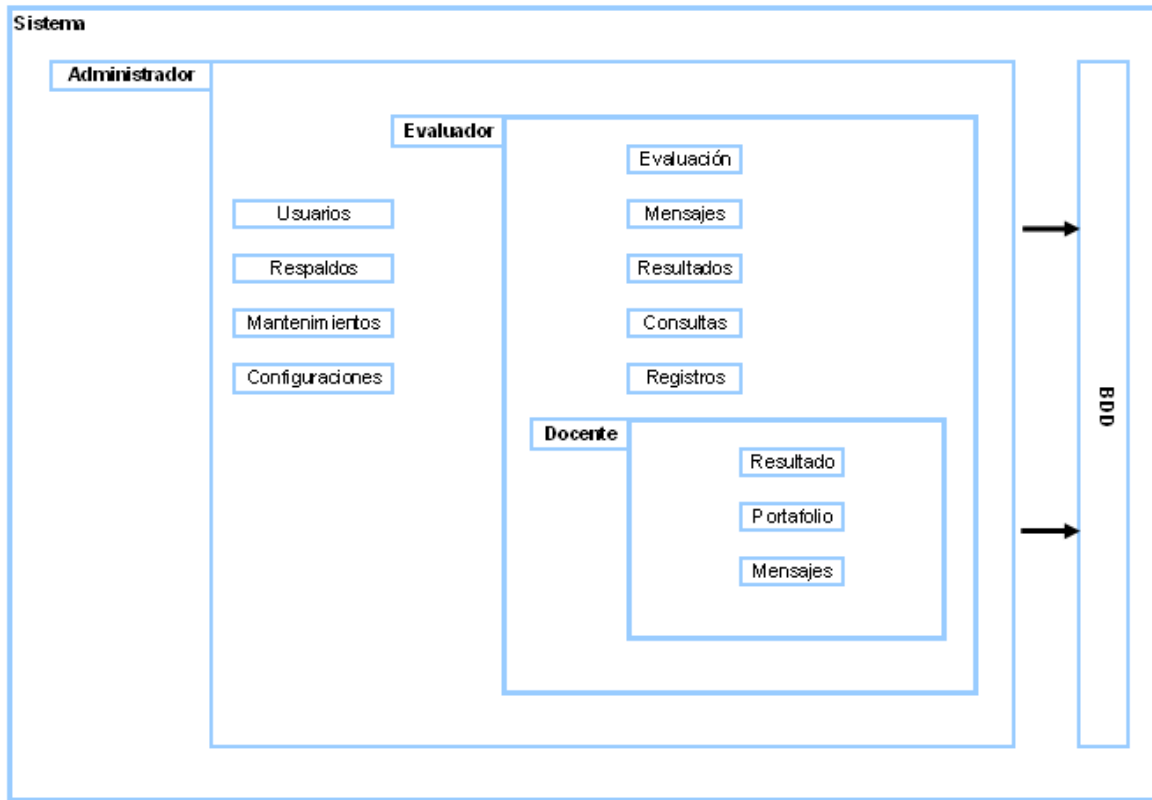 Sistema
Administrador
Evaluador
Evaluación
Usuarios
Mensajes
Respaldos
Resultados
Mantenimientos
Consultas
Configuraciones
Registros
BDD
Docente
Resultado
Portafolio
Mensajes